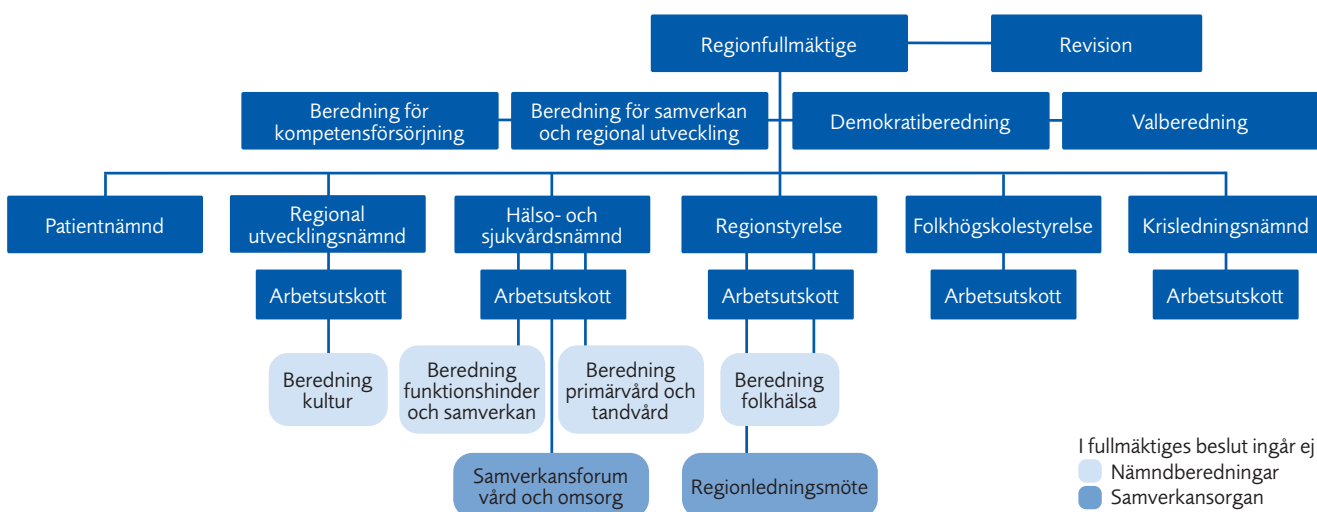 Regionfullmäktige
Revision
Beredning för
kompetensförsörjning
Beredning för samverkan
och regional utveckling
Demokratiberedning
Valberedning
Patientnämnd
Regional
utvecklingsnämnd
Hälso- och
sjukvårdsnämnd
Regionstyrelse
Folkhögskolestyrelse
Krisledningsnämnd
Arbetsutskott
Arbetsutskott
Arbetsutskott
Arbetsutskott
Arbetsutskott
Beredning
kultur
Beredning
funktionshinder
och samverkan
Beredning
primärvård och
tandvård
Beredning
folkhälsa
Samverkansforum
vård och omsorg
Regionledningsmöte
I fullmäktiges beslut ingår ej
Nämndberedningar
Samverkansorgan